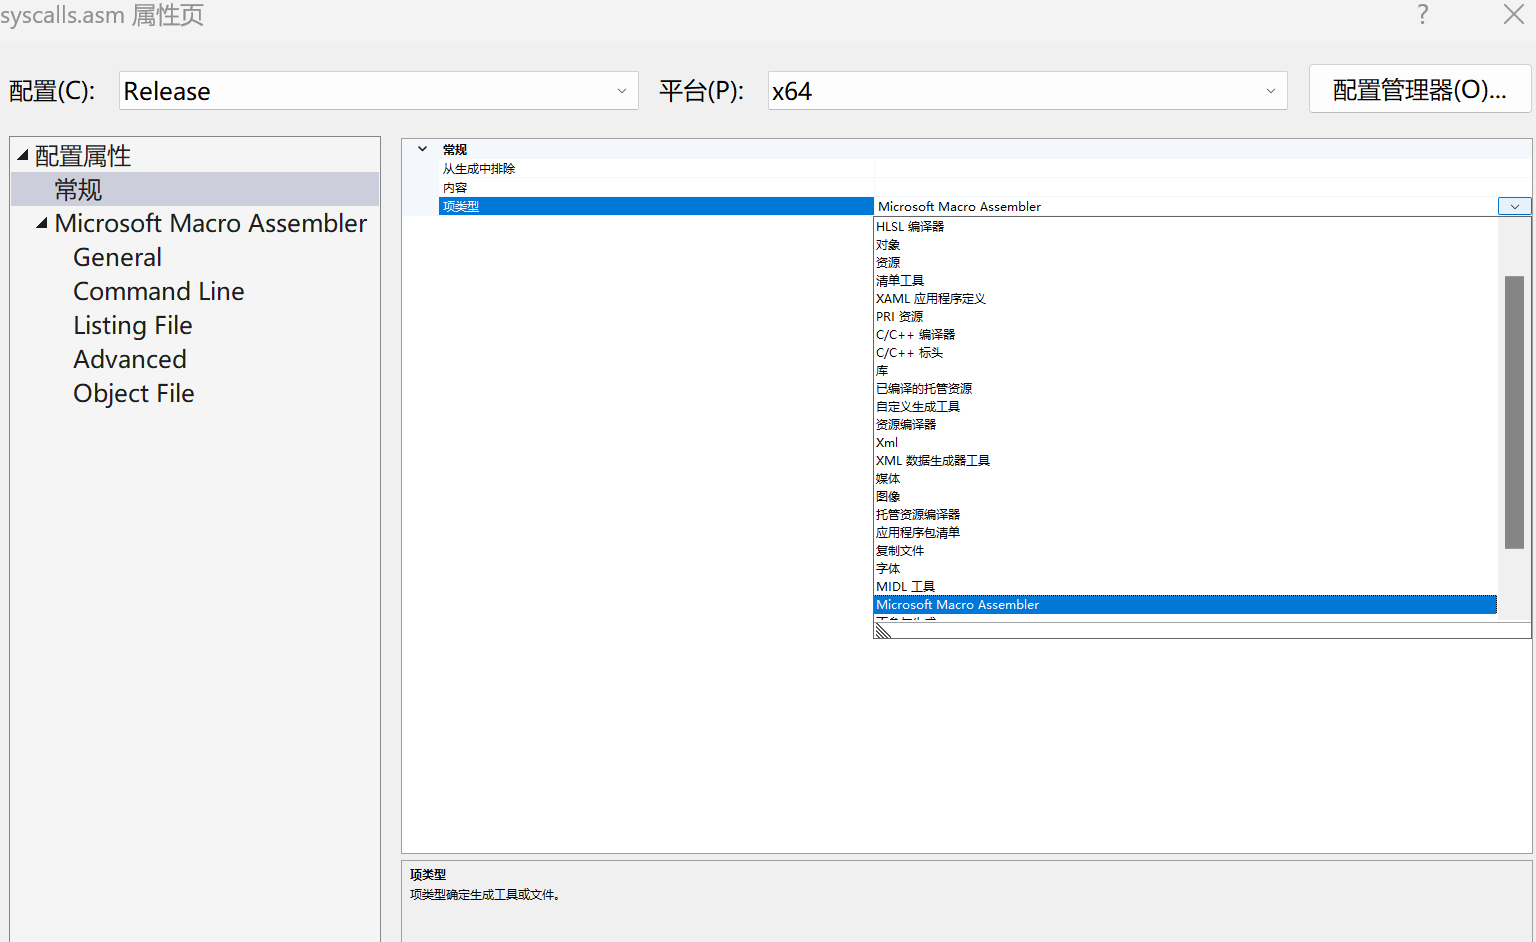 syscalls.asm 属性页
?
配置(C):
Release
平台(P):
x64
配置管理器(O)...
配置属性
常规
Microsoft Macro Assembler
General
Command Line
Listing File
Advanced
Object File
常规
从生成中排除
内容
项类型 Microsoft Macro Assembler
HLSL 编译器
对象
资源
清单工具
XAML 应用程序定义
PRI 资源
C/C++ 编译器
C/C++ 标头
库
已编译的托管资源
自定义生成工具
资源编译器
Xml
XML 数据生成器工具
媒体
图像
托管资源编译器
应用程序包清单
复制文件
字体
MIDL 工具
Microsoft Macro Assembler
项类型
项类型确定生成工具或文件。